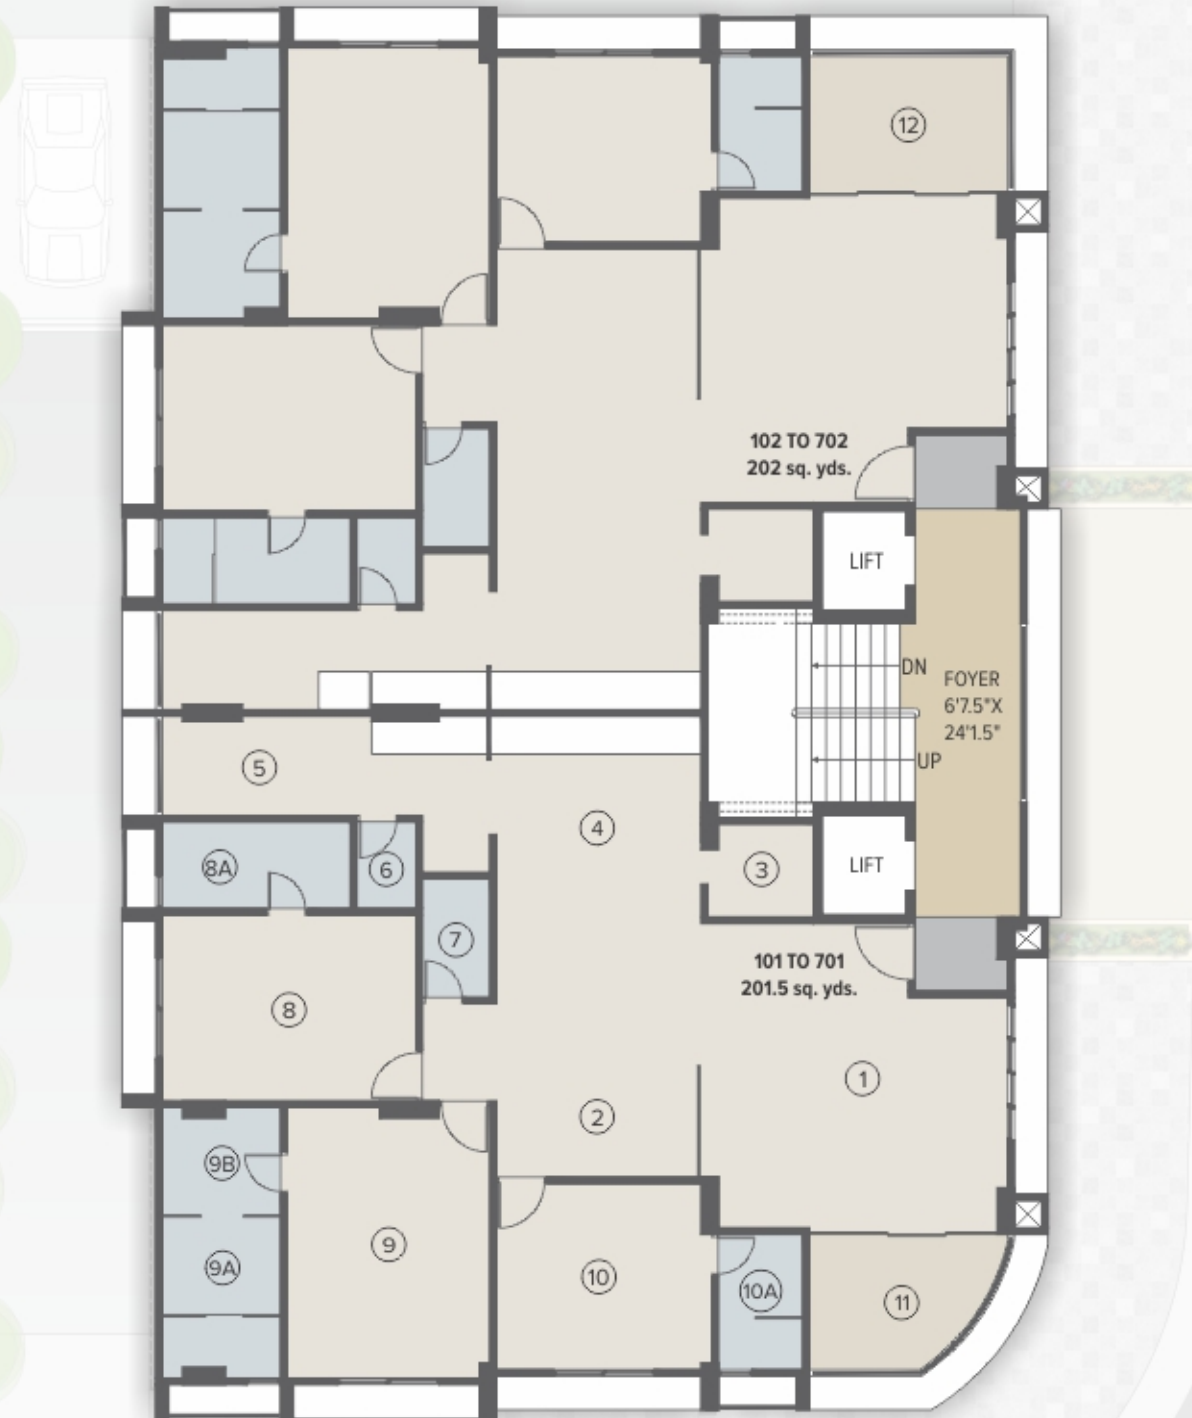 12
102 TO 702
202 sq. yds.
LIFT
DN
FOYER
6'7.5"X
24'1.5"
UP
5
4
8A
6
3
LIFT
7
101 TO 701
201.5 sq. yds.
8
1
2
9B
9
9A
10
10A
11